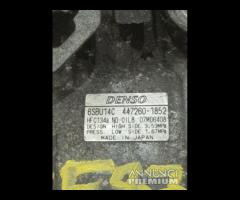 DENSO
6SBU14C 447260-1852
HFC134a ND-OIL8 07M06408
DESIGN HIGH SIDE 3.53MPa
PRESS. LOW SIDE 1.67MPa
MADE IN JAPAN
ANNUNCI
PREMIUM